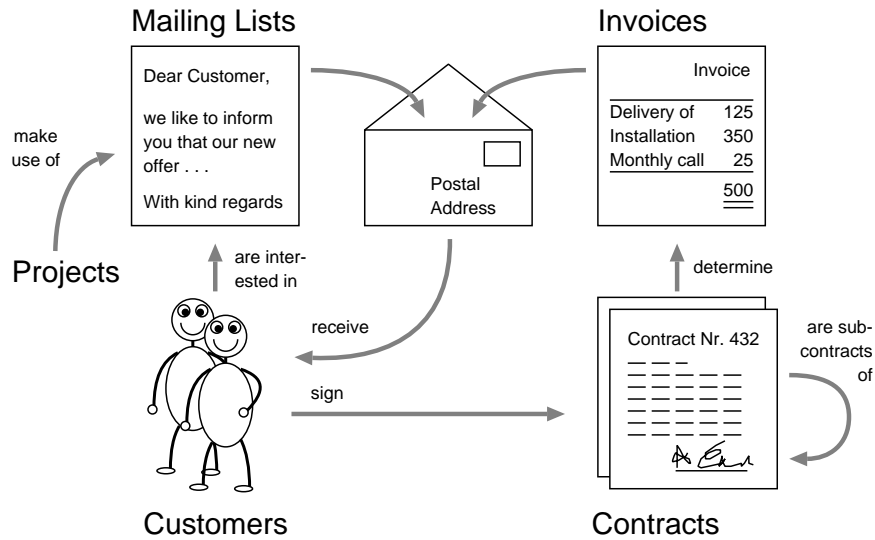 Mailing Lists
Invoices
Dear Customer,
we like to inform
you that our new
offer . . .
With kind regards
Postal
Address
Invoice
Delivery of 125
Installation 350
Monthly call 25
500
make
use of
Projects
are inter-
ested in
receive
sign
determine
Contract Nr. 432
are sub-
contracts
of
Customers
Contracts